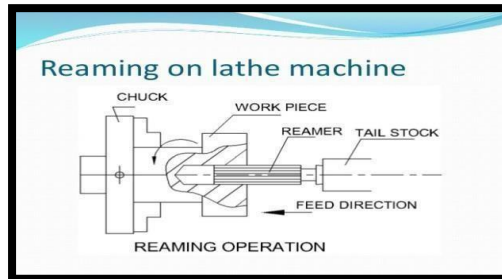 Reaming on lathe machine
CHUCK
WORK PIECE
REAMER
TAIL STOCK
FEED DIRECTION
REAMING OPERATION